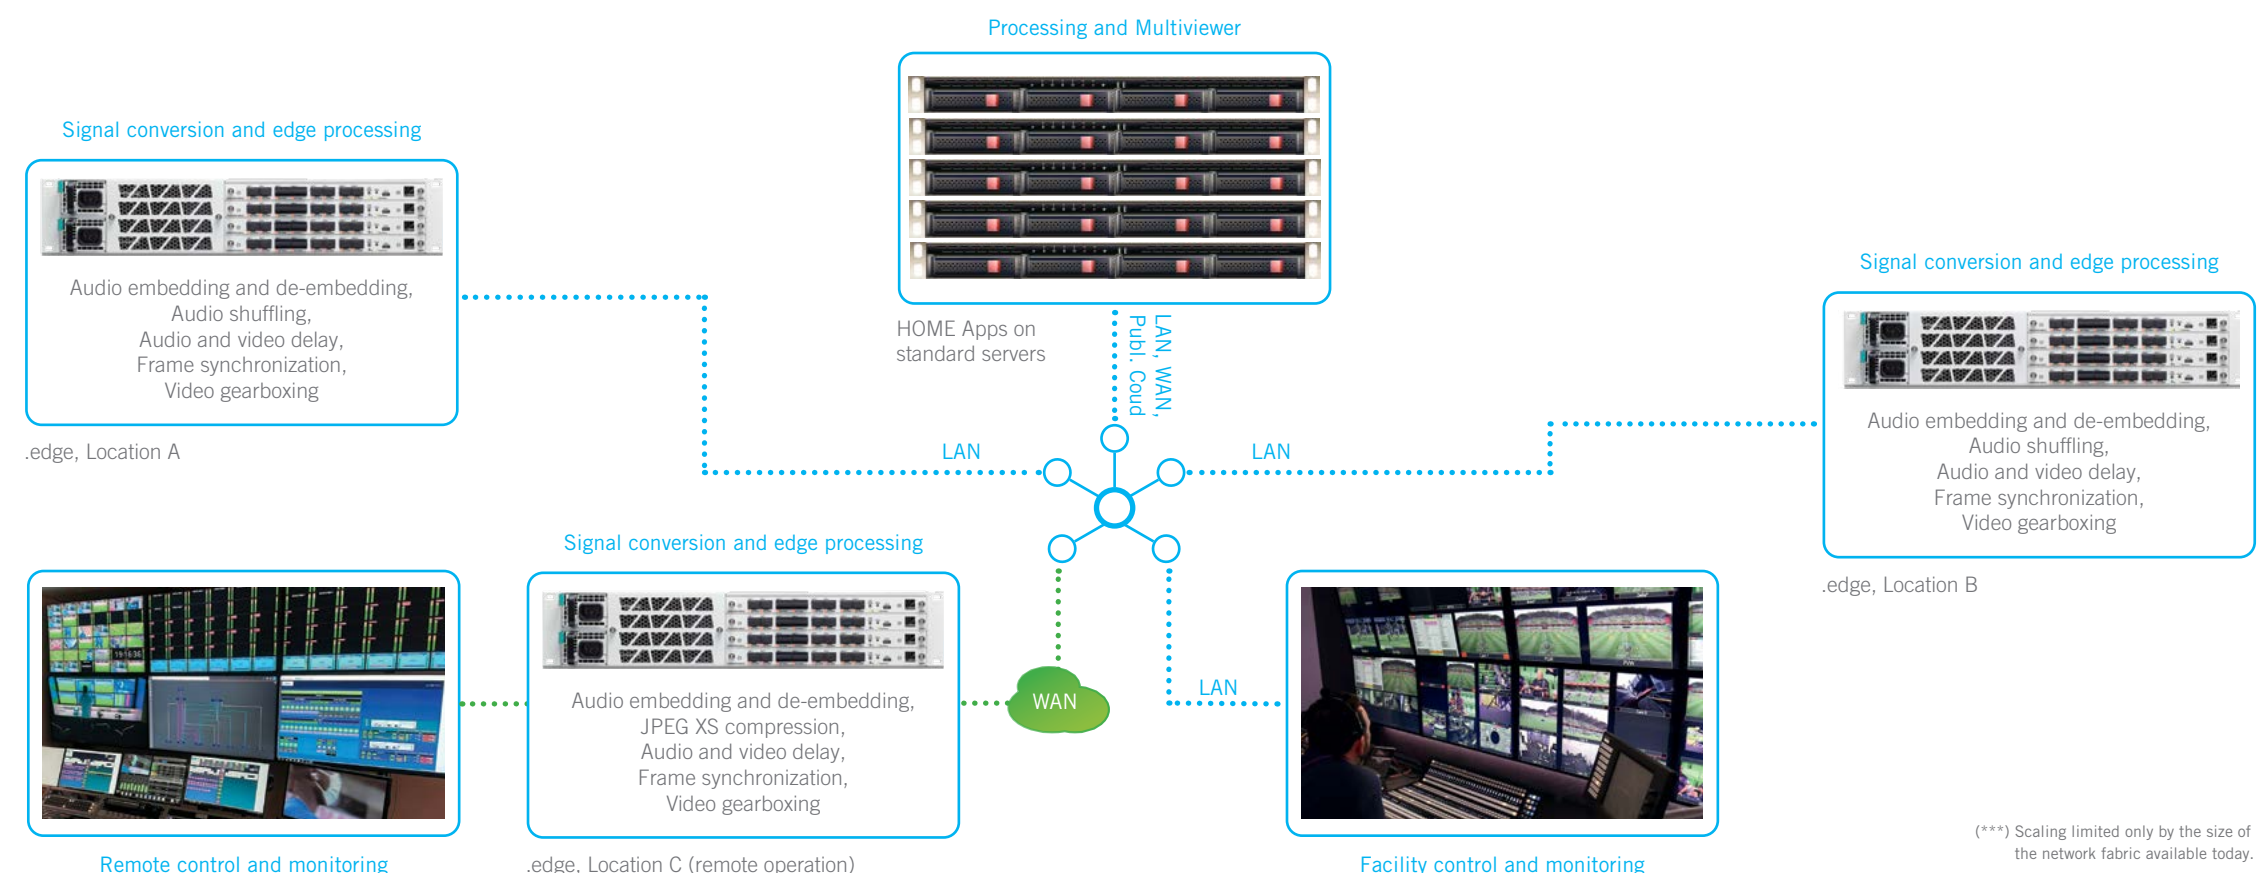 Processing and Multiviewer
Signal conversion and edge processing
Audio embedding and de-embedding,
Audio shuffling,
Audio and video delay,
Frame synchronization,
Video gearboxing
.edge, Location A
HOME Apps on
standard servers
LAN, WAN,
Publ. Coud
Signal conversion and edge processing
Audio embedding and de-embedding,
Audio shuffling,
Audio and video delay,
Frame synchronization,
Video gearboxing
.edge, Location B
LAN
LAN
Signal conversion and edge processing
Audio embedding and de-embedding,
JPEG XS compression,
Audio and video delay,
Frame synchronization,
Video gearboxing
.edge, Location C (remote operation)
WAN
LAN
19:16:36
Remote control and monitoring
Facility control and monitoring
(***) Scaling limited only by the size of
the network fabric available today.